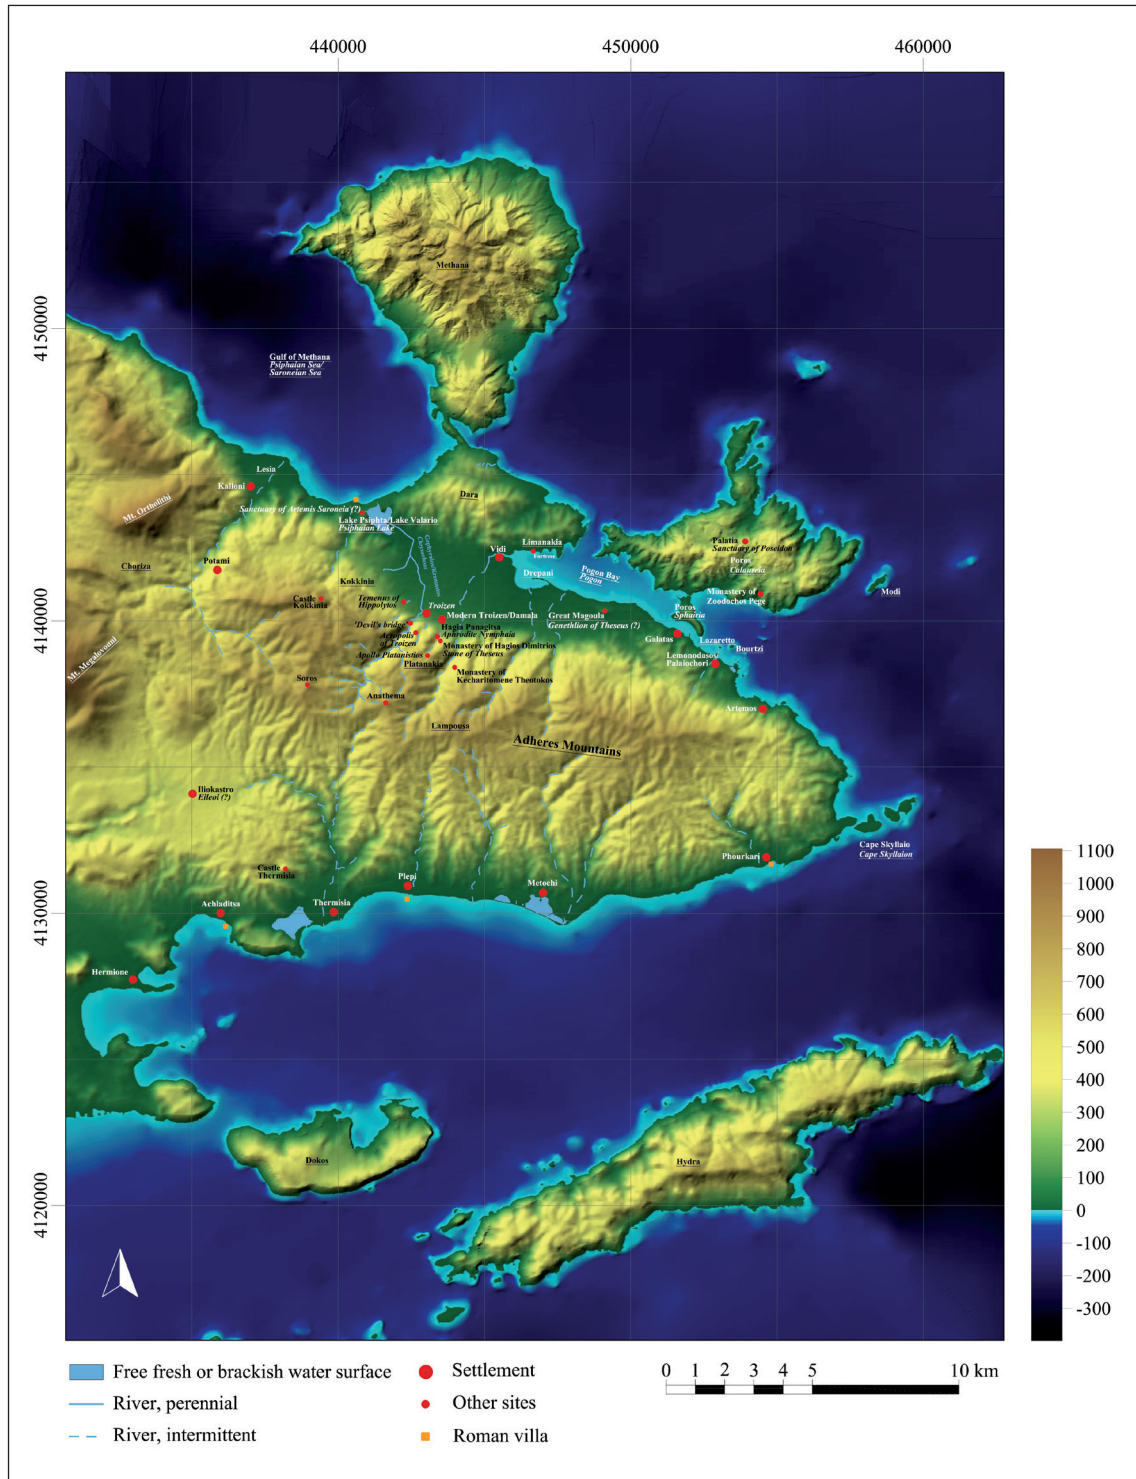 440000
450000
460000
4150000
4140000
4130000
4120000
Methana
Gulf of Methana
Psiphaian Sea/
Saroneian Sea
Lesia
Kalloni
Mt. Ortholithi
Sanctuary of Artemis Saroneia (?)
Dara
Lake Psiphta/Lake Valario
Psiphaian Lake
Limanakia
Fortress
Vidi
Drepani
Palatia
Sanctuary of Poseidon
Poros
Calaureia
Potami
Choriza
Kokkinia
Pogon Bay
Pogon
Modi
Monastery of
Zoodochos Pege
Castle
Kokkinia
Temenus of
Hippolytos
Troizen
Modern Troizen/Damala
Great Magoula
Genethlion of Theseus (?)
Poros
Sphairia
'Devil's bridge'
Hagia Panagitsa
Aphrodite Nymphaia
Acropolis
of Troizen
Monastery of Hagios Dimitrios
Stone of Theseus
Galatas
Lazaretto
Bourtzi
Apollo Platanistios
Platanakia
Lemonodasos/
Palaiochori
Mt. Megalovouni
Monastery of
Kecharitomene Theotokos
Soros
Anathema
Artemos
Lampousa
Adheres Mountains
Iliokastro
Eileoi (?)
Cape Skyllaio
Cape Skyllaion
Phourkari
Castle
Thermisia
Plepi
Metochi
Achladitsa
Thermisia
Hermione
Dokos
Hydra
1100
1000
900
800
700
600
500
400
300
200
100
0
-100
-200
-300
Free fresh or brackish water surface
River, perennial
River, intermittent
Settlement
Other sites
Roman villa
0 1 2 3 4 5 10 km